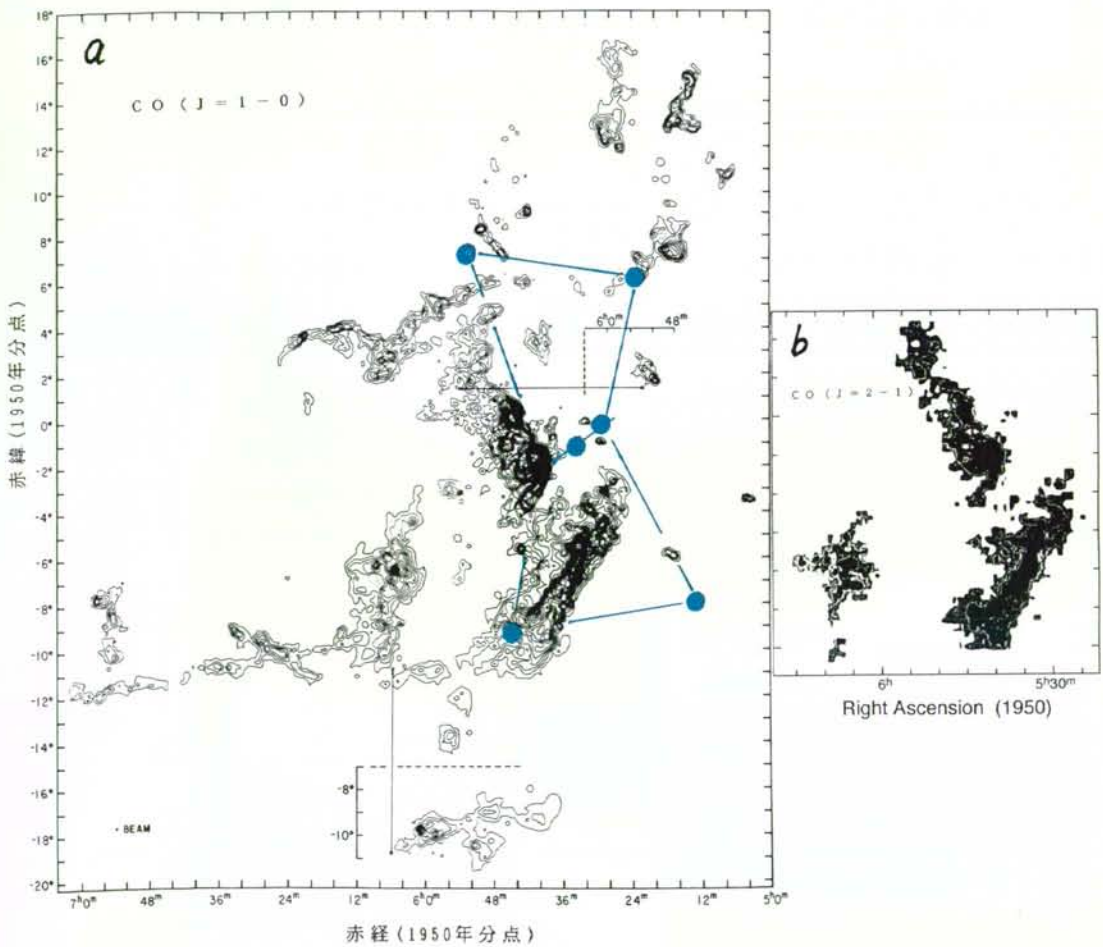 a
CO (J = 1 - 0)
18°
16°
14°
12°
10°
8°
6°
4°
2°
0°
-2°
-4°
-6°
-8°
-10°
-12°
-14°
-16°
-18°
-20°
赤緯(1950年分点)
6ʰ0ᵐ 48ᵐ
-8°
-10°
• BEAM
7ʰ0ᵐ 48ᵐ 36ᵐ 24ᵐ 12ᵐ 6ʰ0ᵐ 48ᵐ 36ᵐ 24ᵐ 12ᵐ 5ʰ0ᵐ
赤経(1950年分点)
b
CO (J = 2 - 1)
6ʰ 5ʰ30ᵐ
Right Ascension (1950)